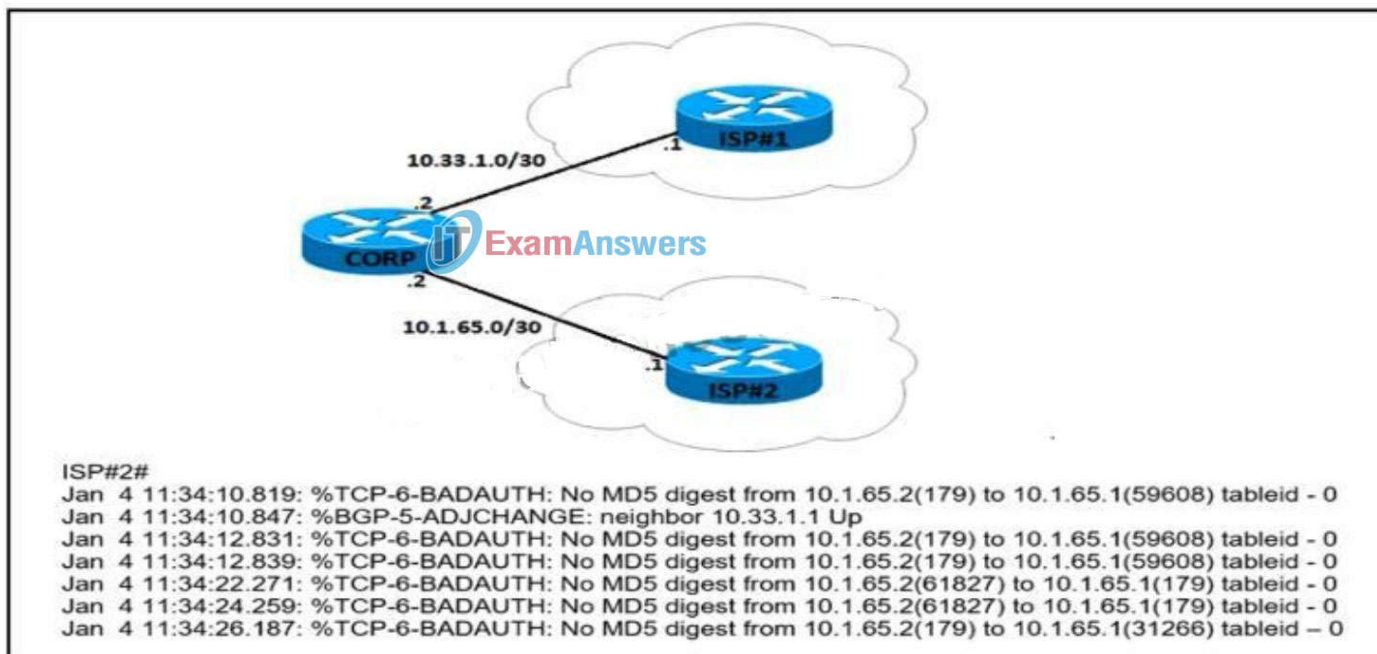 ISP#1
.1
10.33.1.0/30
.2
IT ExamAnswers
CORP
.2
10.1.65.0/30
.1
ISP#2
ISP#2#
Jan 4 11:34:10.819: %TCP-6-BADAUTH: No MD5 digest from 10.1.65.2(179) to 10.1.65.1(59608) tableid - 0
Jan 4 11:34:10.847: %BGP-5-ADJCHANGE: neighbor 10.33.1.1 Up
Jan 4 11:34:12.831: %TCP-6-BADAUTH: No MD5 digest from 10.1.65.2(179) to 10.1.65.1(59608) tableid - 0
Jan 4 11:34:12.839: %TCP-6-BADAUTH: No MD5 digest from 10.1.65.2(179) to 10.1.65.1(59608) tableid - 0
Jan 4 11:34:22.271: %TCP-6-BADAUTH: No MD5 digest from 10.1.65.2(61827) to 10.1.65.1(179) tableid - 0
Jan 4 11:34:24.259: %TCP-6-BADAUTH: No MD5 digest from 10.1.65.2(61827) to 10.1.65.1(179) tableid - 0
Jan 4 11:34:26.187: %TCP-6-BADAUTH: No MD5 digest from 10.1.65.2(179) to 10.1.65.1(31266) tableid – 0